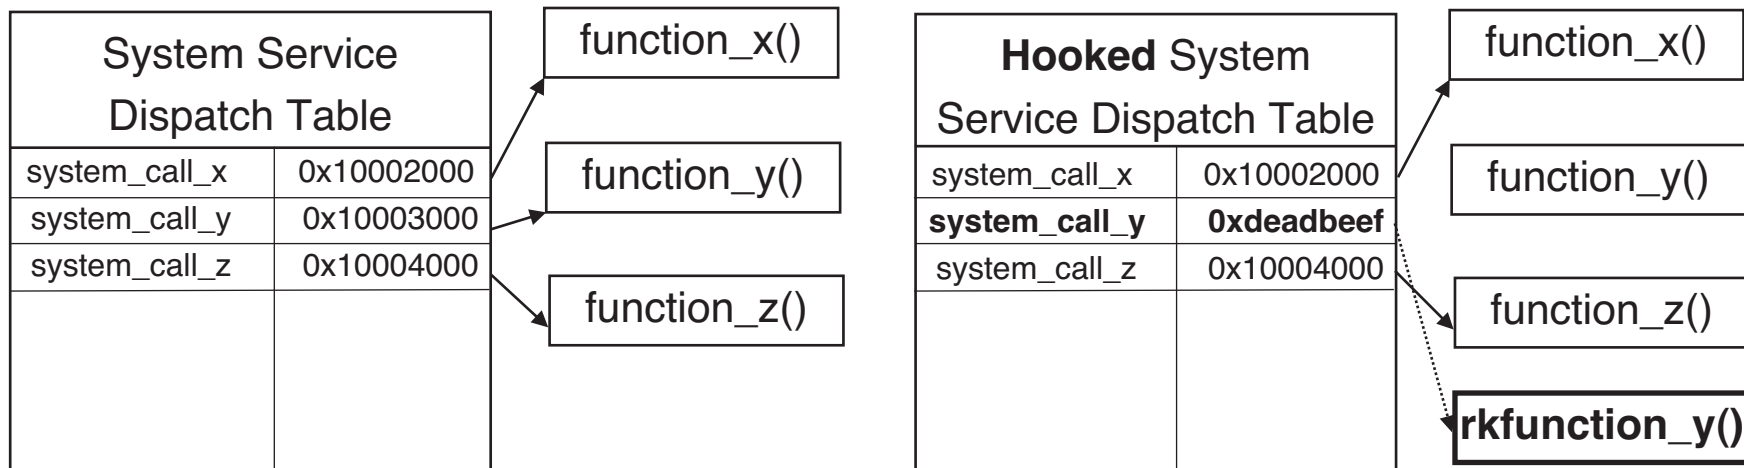 System Service
Dispatch Table
system_call_x 0x10002000
system_call_y 0x10003000
system_call_z 0x10004000
function_x()
function_y()
function_z()
Hooked System
Service Dispatch Table
system_call_x 0x10002000
system_call_y 0xdeadbeef
system_call_z 0x10004000
function_x()
function_y()
function_z()
rkfunction_y()